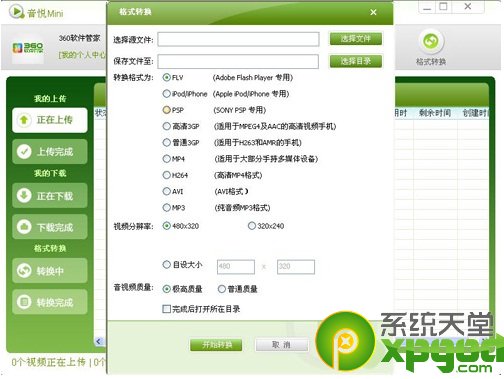 音悦Mini
格式转换
360软件管家
[我的个人中心
格式转换
选择源文件:
选择文件
保存文件至:
选择目录
转换格式为:
FLV (Adobe Flash Player 专用)
iPod/iPhone (Apple iPod/iPhone 专用)
PSP (SONY PSP 专用)
高清3GP (适用于MPEG4及AAC的高清视频手机)
普通3GP (适用于H263和AMR的手机)
MP4 (适用于大部分手持多媒体设备)
H264 (高清MP4格式)
AVI (AVI格式)
MP3 (纯音频MP3格式)
视频分辨率:
480x320
320x240
自设大小
480 x 320
音视频质量:
极高质量
普通质量
完成后打开所在目录
开始转换
取 消
我的上传
正在上传
上传完成
我的下载
正在下载
下载完成
格式转换
转换中
转换完成
用时
剩余时间
创建时
0个视频正在上传 | 0个
系统天堂
xpgod.com